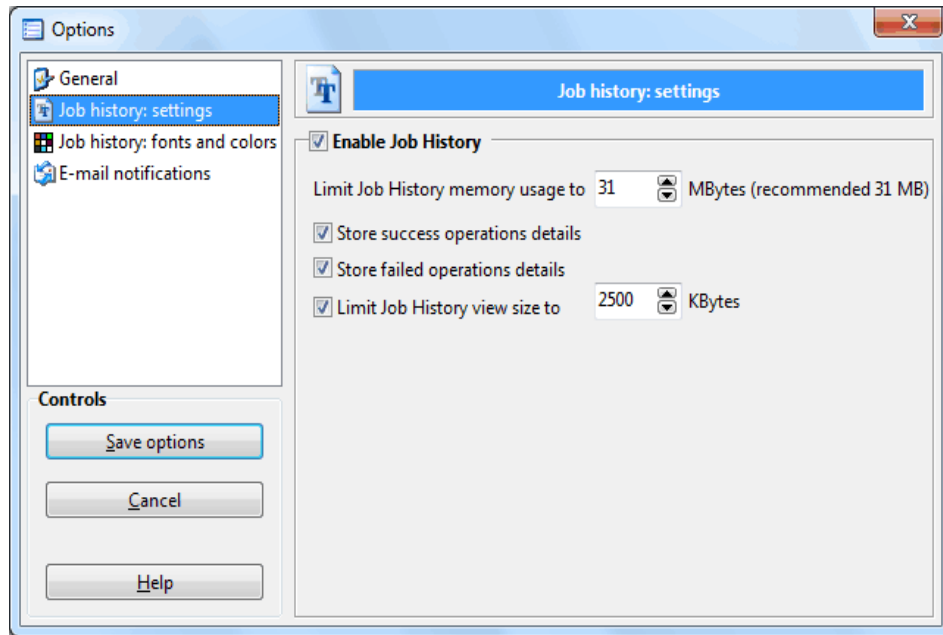 Options
General
Job history: settings
Job history: fonts and colors
E-mail notifications
Controls
Save options
Cancel
Help
Job history: settings
Enable Job History
Limit Job History memory usage to 31 MBytes (recommended 31 MB)
Store success operations details
Store failed operations details
Limit Job History view size to 2500 KBytes